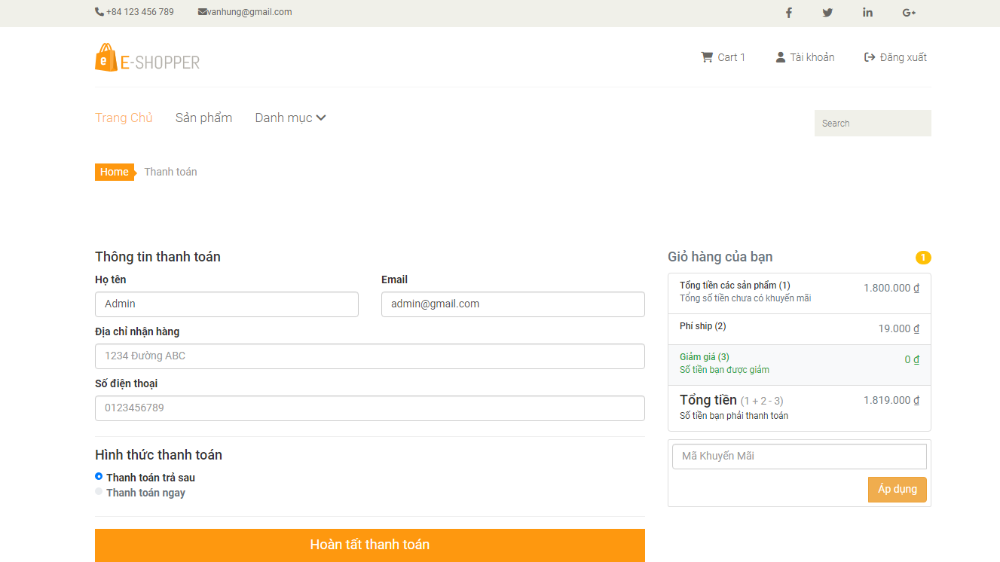 +84 123 456 789 vanhung@gmail.com
e E-SHOPPER
Cart 1 Tài khoản Đăng xuất
Trang Chủ Sản phẩm Danh mục
Search
Home Thanh toán
Thông tin thanh toán
Họ tên Email
Admin admin@gmail.com
Địa chỉ nhận hàng
1234 Đường ABC
Số điện thoại
0123456789
Hình thức thanh toán
Thanh toán trả sau
Thanh toán ngay
Hoàn tất thanh toán
Giỏ hàng của bạn 1
Tổng tiền các sản phẩm (1) 1.800.000 ₫
Tổng số tiền chưa có khuyến mãi
Phí ship (2) 19.000 ₫
Giảm giá (3) 0 ₫
Số tiền bạn được giảm
Tổng tiền (1 + 2 - 3) 1.819.000 ₫
Số tiền bạn phải thanh toán
Mã Khuyến Mãi
Áp dụng